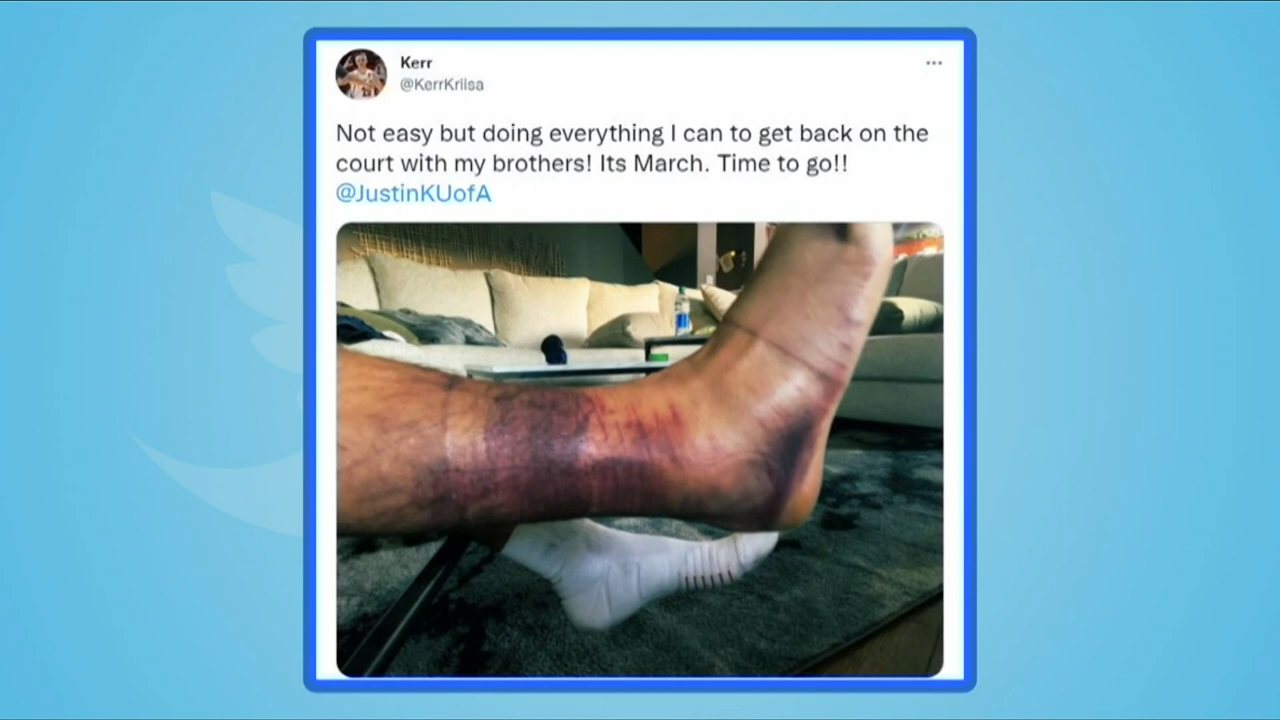 Kerr
@KerrKriisa
Not easy but doing everything I can to get back on the
court with my brothers! Its March. Time to go!!
@JustinKUofA